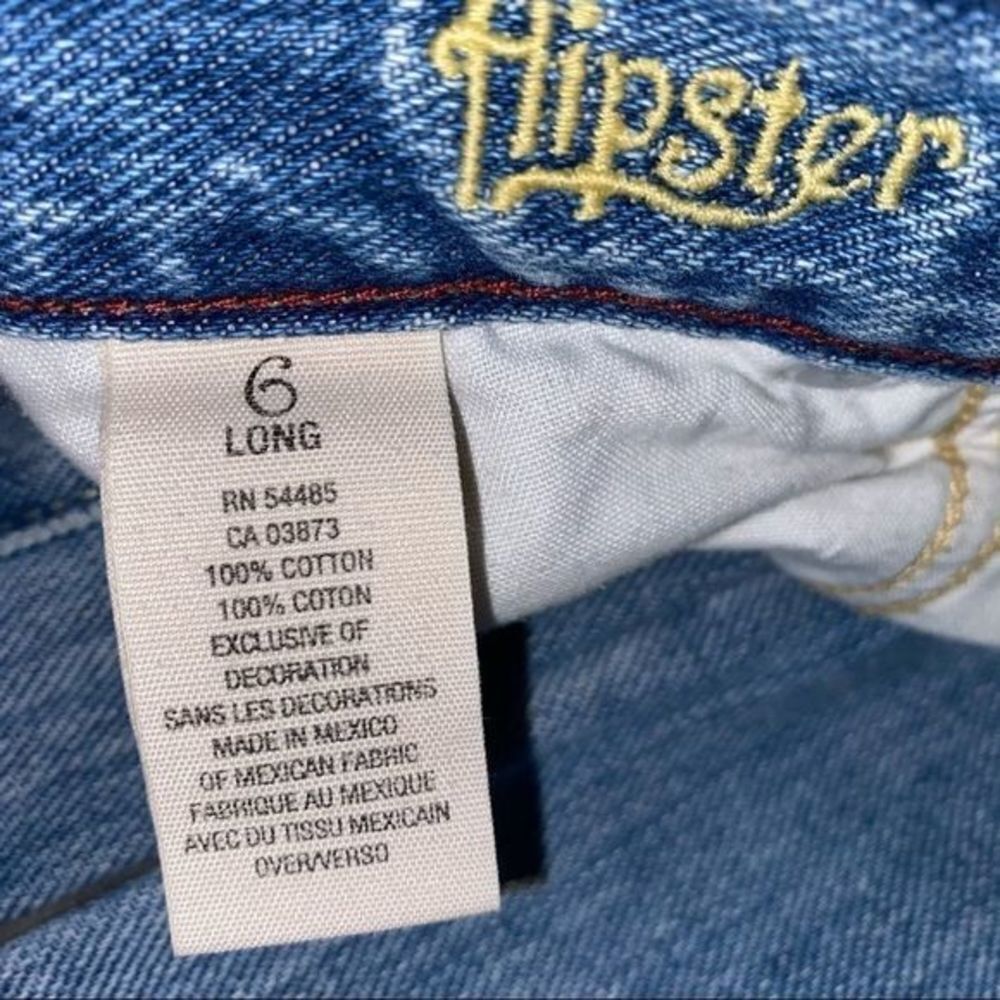 Hipster
6
LONG
RN 54485
CA 03873
100% COTTON
100% COTON
EXCLUSIVE OF
DECORATION
SANS LES DECORATIONS
MADE IN MEXICO
OF MEXICAN FABRIC
FABRIQUE AU MEXIQUE
AVEC DU TISSU MEXICAIN
OVER/VERSO